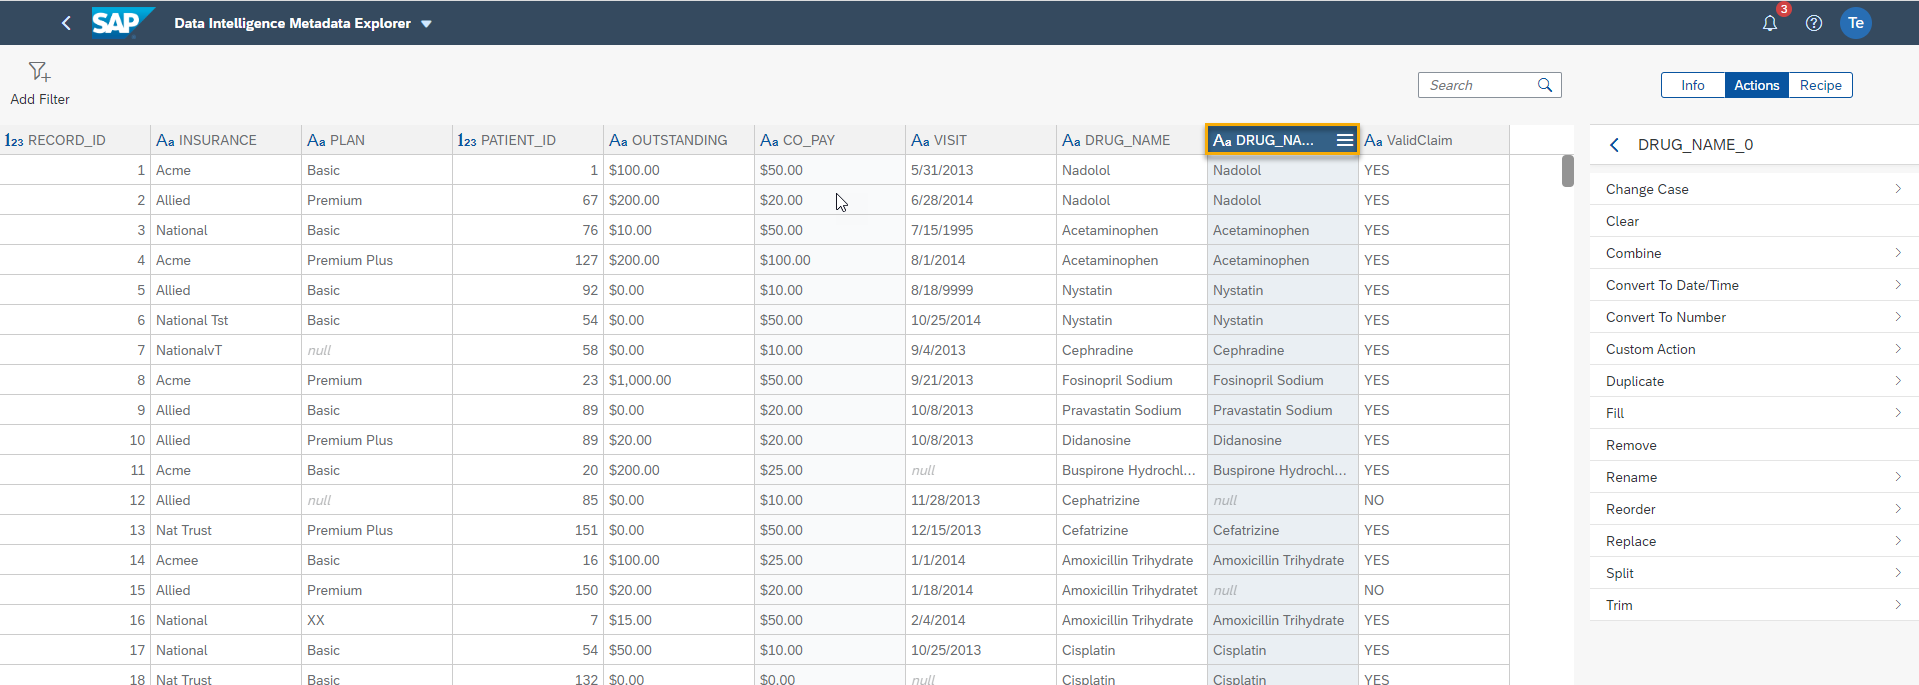 SAP Data Intelligence Metadata Explorer 3 Te
Add Filter Search Info Actions Recipe
123 RECORD_ID Aa INSURANCE Aa PLAN 123 PATIENT_ID Aa OUTSTANDING Aa CO_PAY Aa VISIT Aa DRUG_NAME Aa DRUG_NA... Aa ValidClaim
1 Acme Basic 1 $100.00 $50.00 5/31/2013 Nadolol Nadolol YES
2 Allied Premium 67 $200.00 $20.00 6/28/2014 Nadolol Nadolol YES
3 National Basic 76 $10.00 $50.00 7/15/1995 Acetaminophen Acetaminophen YES
4 Acme Premium Plus 127 $200.00 $100.00 8/1/2014 Acetaminophen Acetaminophen YES
5 Allied Basic 92 $0.00 $10.00 8/18/9999 Nystatin Nystatin YES
6 National Tst Basic 54 $0.00 $50.00 10/25/2014 Nystatin Nystatin YES
7 NationalvT null 58 $0.00 $10.00 9/4/2013 Cephradine Cephradine YES
8 Acme Premium 23 $1,000.00 $50.00 9/21/2013 Fosinopril Sodium Fosinopril Sodium YES
9 Allied Basic 89 $0.00 $20.00 10/8/2013 Pravastatin Sodium Pravastatin Sodium YES
10 Allied Premium Plus 89 $20.00 $20.00 10/8/2013 Didanosine Didanosine YES
11 Acme Basic 20 $200.00 $25.00 null Buspirone Hydrochl... Buspirone Hydrochl... YES
12 Allied null 85 $0.00 $10.00 11/28/2013 Cephatrizine null NO
13 Nat Trust Premium Plus 151 $0.00 $50.00 12/15/2013 Cefatrizine Cefatrizine YES
14 Acmee Basic 16 $100.00 $25.00 1/1/2014 Amoxicillin Trihydrate Amoxicillin Trihydrate YES
15 Allied Premium 150 $20.00 $20.00 1/18/2014 Amoxicillin Trihydratet null NO
16 National XX 7 $15.00 $50.00 2/4/2014 Amoxicillin Trihydrate Amoxicillin Trihydrate YES
17 National Basic 54 $50.00 $10.00 10/25/2013 Cisplatin Cisplatin YES
18 Nat Trust Basic 132 $0.00 $0.00 null Cisplatin Cisplatin YES
DRUG_NAME_0
Change Case
Clear
Combine
Convert To Date/Time
Convert To Number
Custom Action
Duplicate
Fill
Remove
Rename
Reorder
Replace
Split
Trim